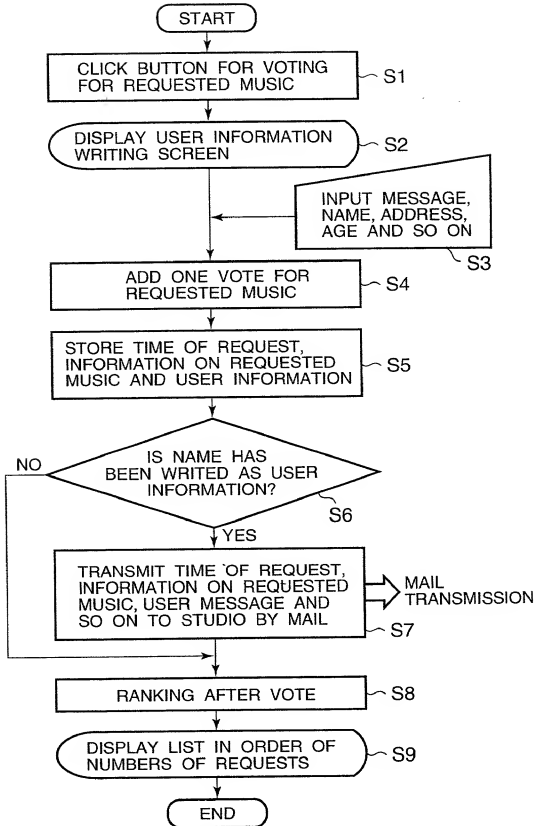 START
CLICK BUTTON FOR VOTING
FOR REQUESTED MUSIC
S1
DISPLAY USER INFORMATION
WRITING SCREEN
S2
INPUT MESSAGE,
NAME, ADDRESS,
AGE AND SO ON
S3
ADD ONE VOTE FOR
REQUESTED MUSIC
S4
STORE TIME OF REQUEST,
INFORMATION ON REQUESTED
MUSIC AND USER INFORMATION
S5
IS NAME HAS
BEEN WRITED AS USER
INFORMATION?
S6
NO
YES
TRANSMIT TIME OF REQUEST,
INFORMATION ON REQUESTED
MUSIC, USER MESSAGE AND
SO ON TO STUDIO BY MAIL
S7
MAIL
TRANSMISSION
RANKING AFTER VOTE
S8
DISPLAY LIST IN ORDER OF
NUMBERS OF REQUESTS
S9
END